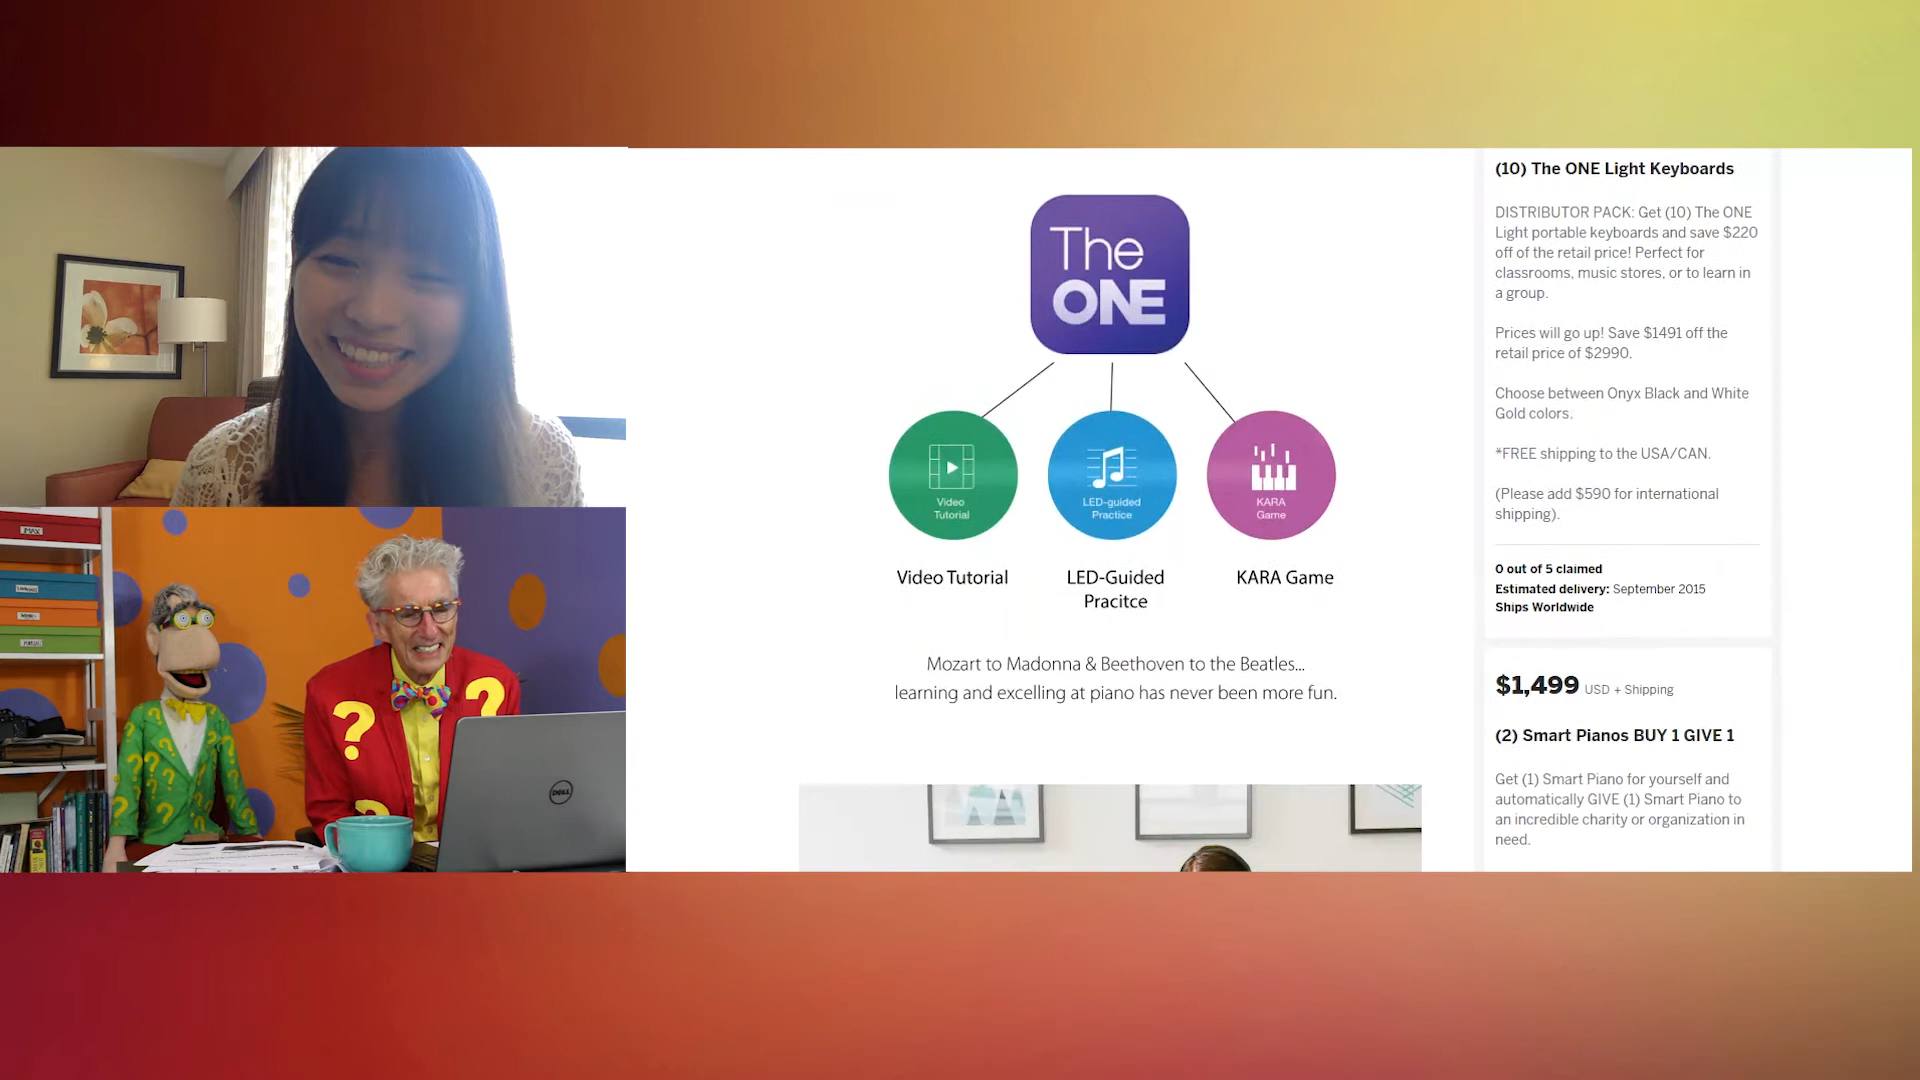 The
ONE
Video
Tutorial
LED-guided
Practice
KARA
Game
Video Tutorial
LED-Guided
Pracitce
KARA Game
Mozart to Madonna & Beethoven to the Beatles...
learning and excelling at piano has never been more fun.
(10) The ONE Light Keyboards
DISTRIBUTOR PACK: Get (10) The ONE
Light portable keyboards and save $220
off of the retail price! Perfect for
classrooms, music stores, or to learn in
a group.
Prices will go up! Save $1491 off the
retail price of $2990.
Choose between Onyx Black and White
Gold colors.
*FREE shipping to the USA/CAN.
(Please add $590 for international
shipping).
0 out of 5 claimed
Estimated delivery: September 2015
Ships Worldwide
$1,499 USD + Shipping
(2) Smart Pianos BUY 1 GIVE 1
Get (1) Smart Piano for yourself and
automatically GIVE (1) Smart Piano to
an incredible charity or organization in
need.
? ?
DELL